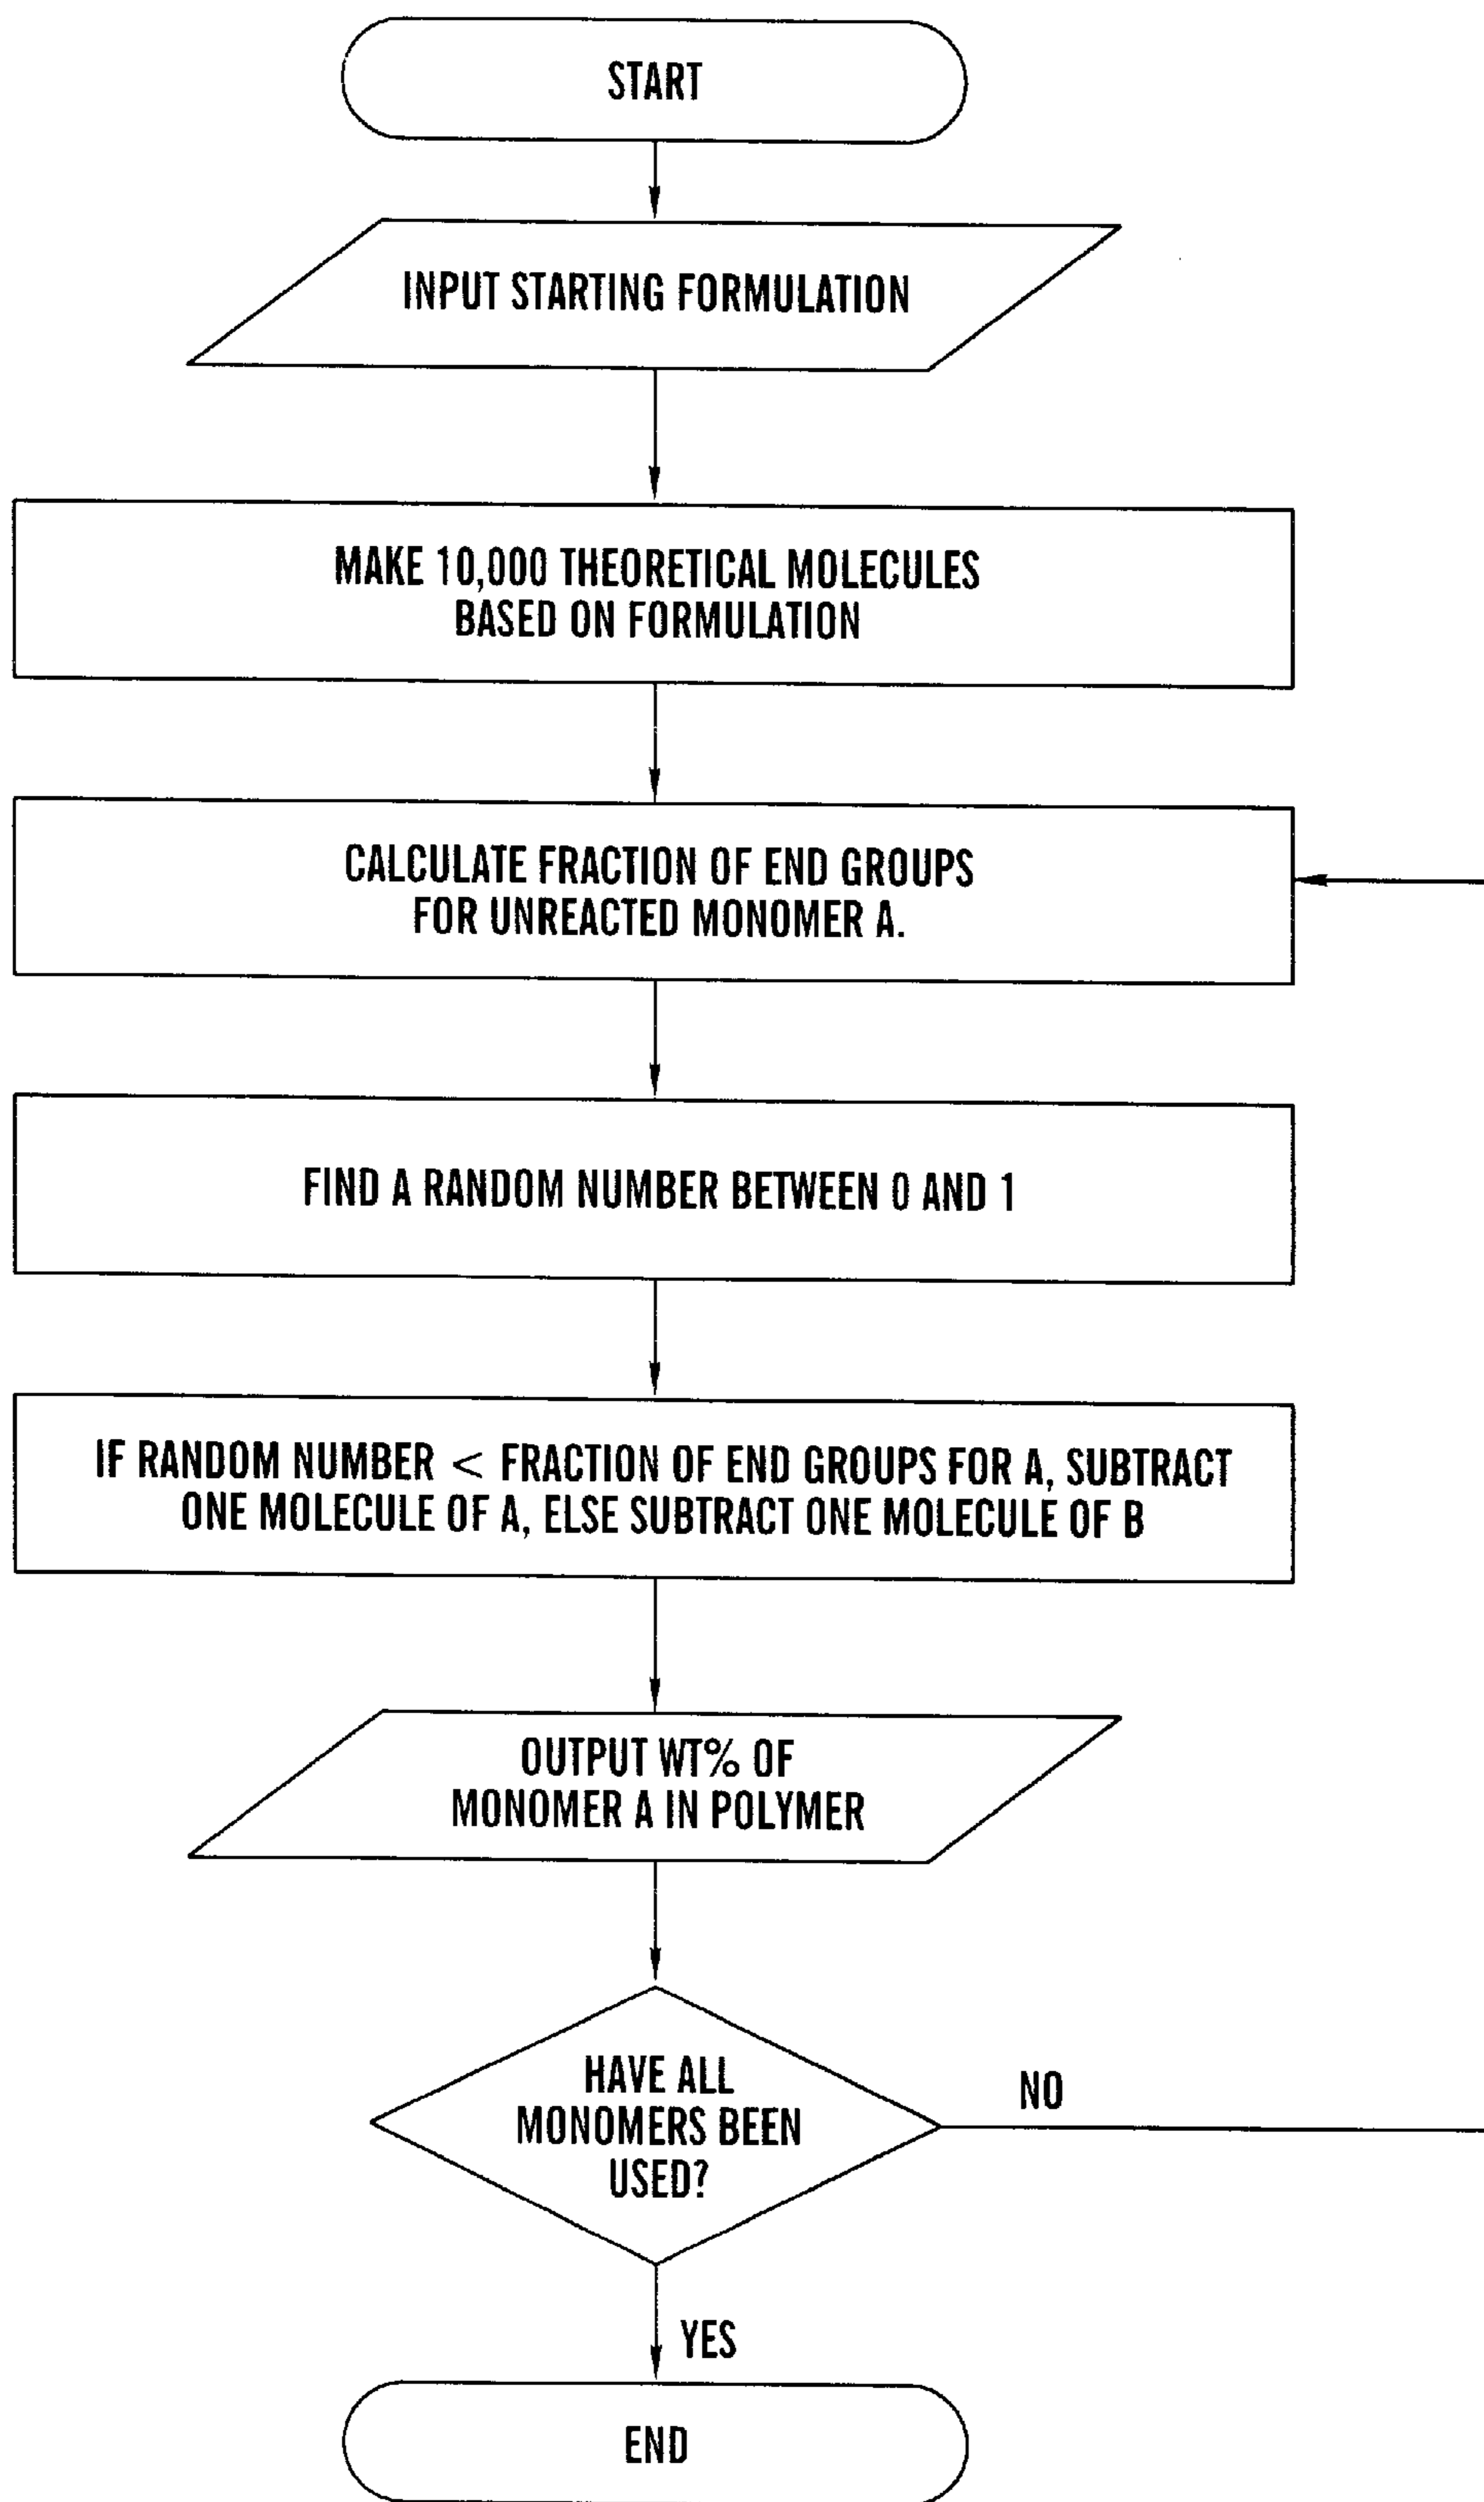 START
INPUT STARTING FORMULATION
MAKE 10,000 THEORETICAL MOLECULES
BASED ON FORMULATION
CALCULATE FRACTION OF END GROUPS
FOR UNREACTED MONOMER A.
FIND A RANDOM NUMBER BETWEEN 0 AND 1
IF RANDOM NUMBER < FRACTION OF END GROUPS FOR A, SUBTRACT
ONE MOLECULE OF A, ELSE SUBTRACT ONE MOLECULE OF B
OUTPUT WT% OF
MONOMER A IN POLYMER
HAVE ALL
MONOMERS BEEN
USED?
NO
YES
END